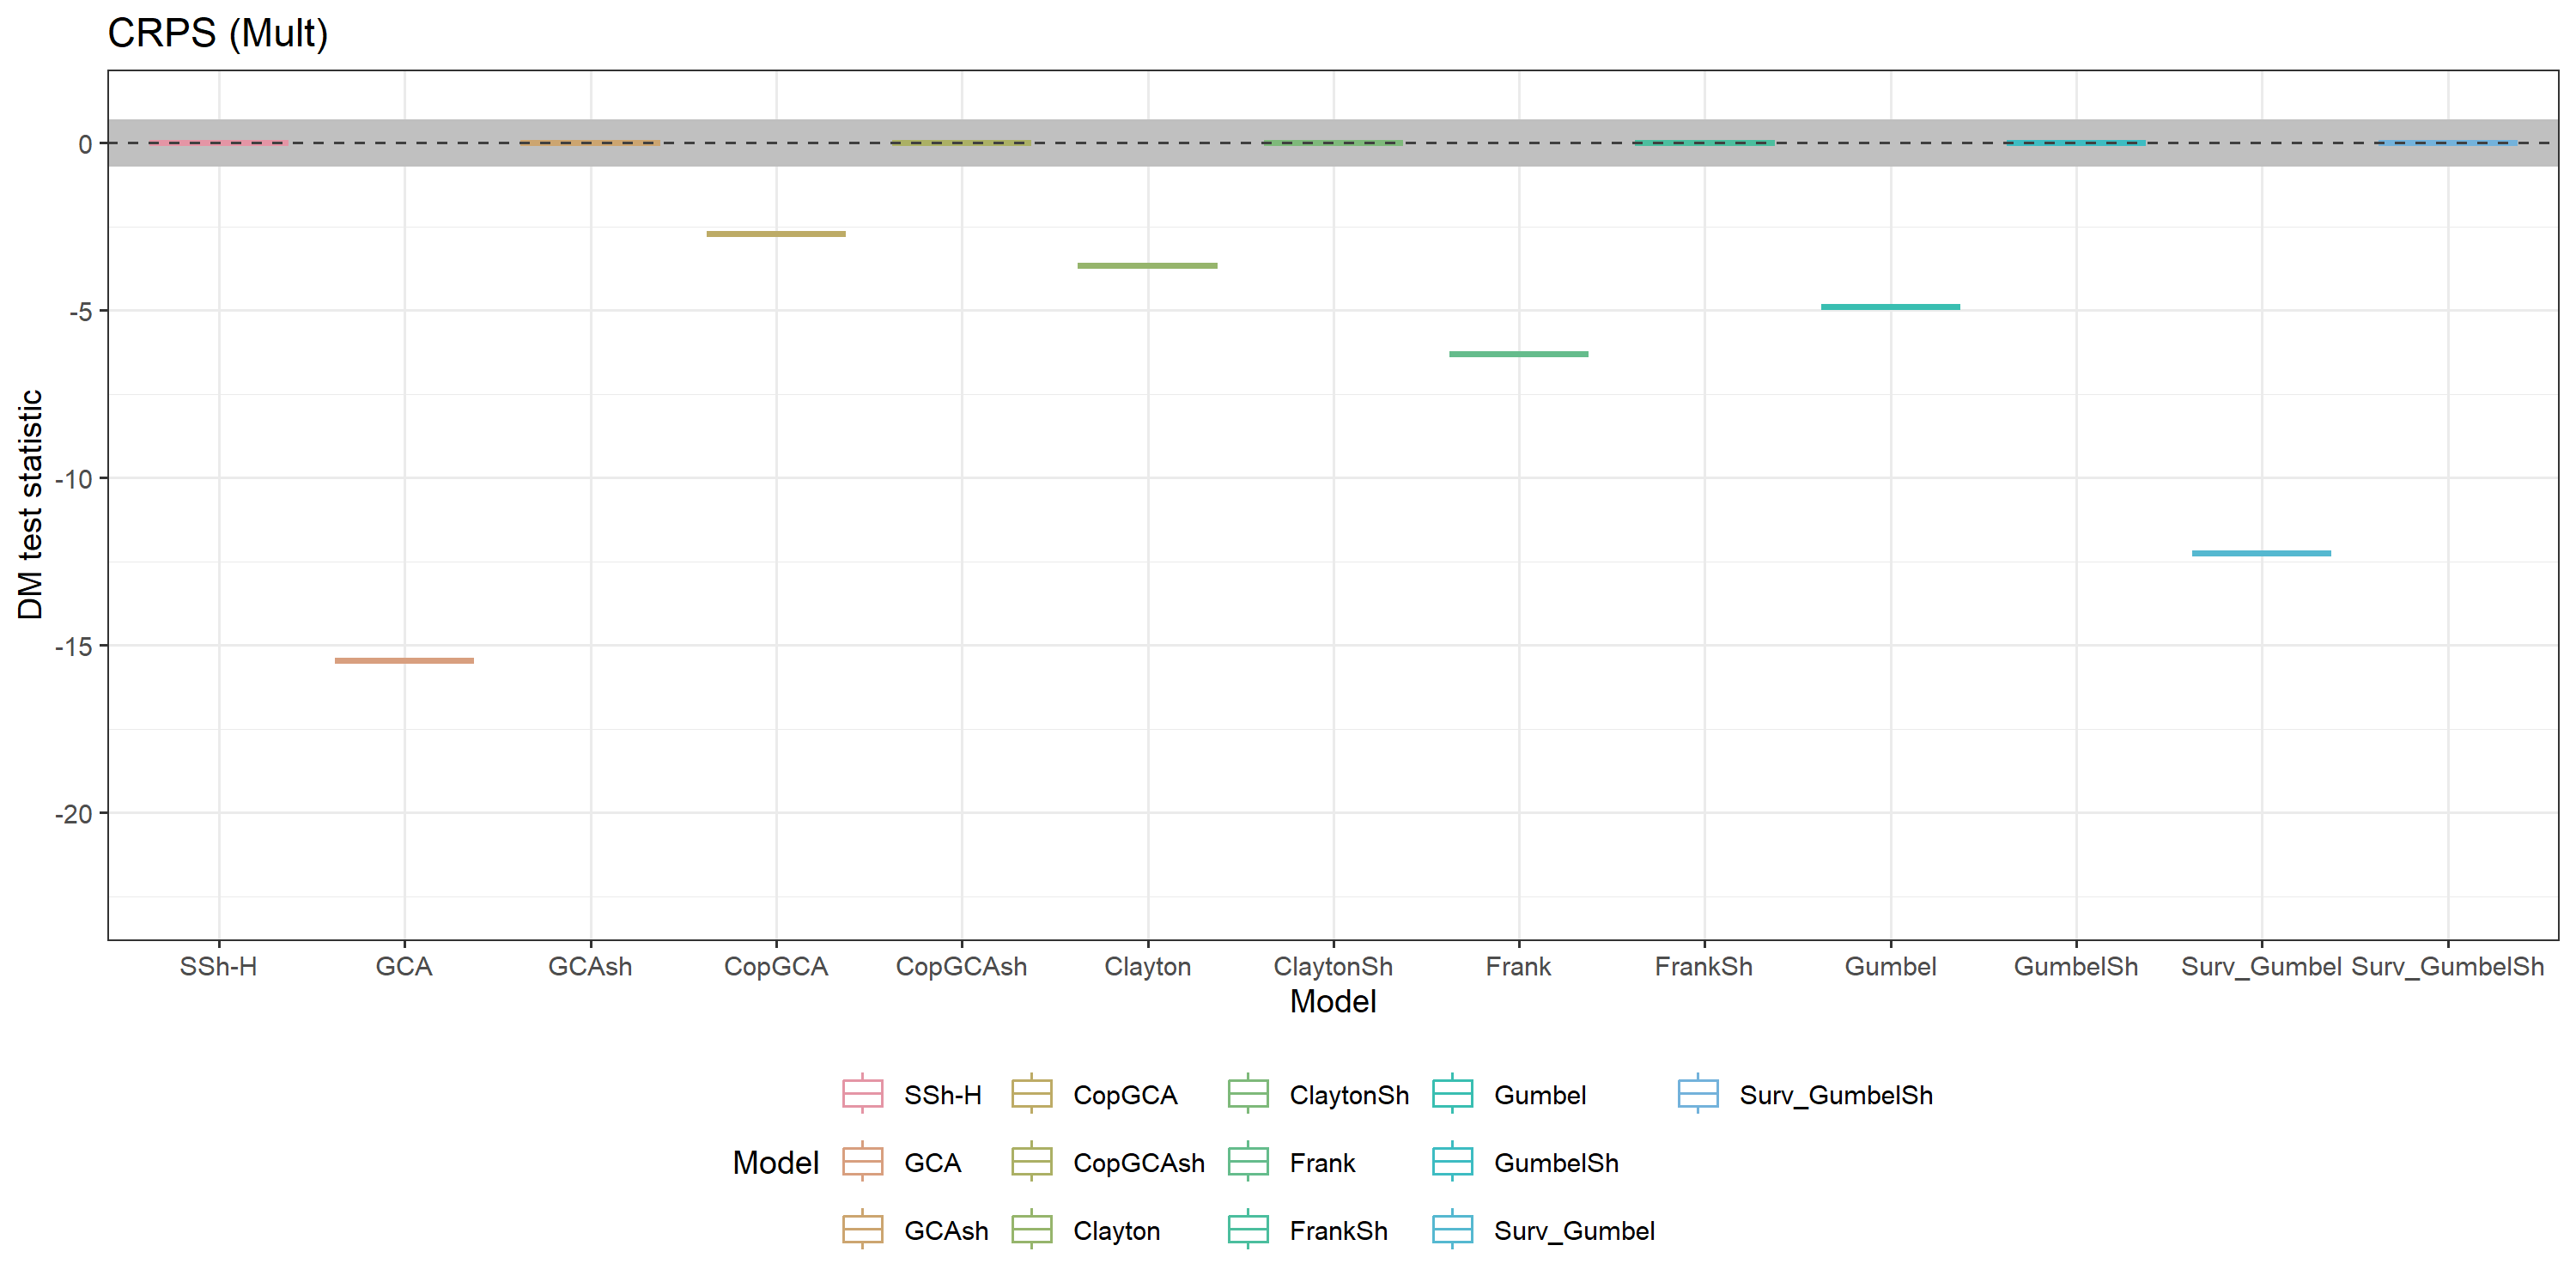 CRPS (Mult)
DM test statistic
0
-5
-10
-15
-20
SSh-H GCA GCAsh CopGCA CopGCAsh Clayton ClaytonSh Frank FrankSh Gumbel GumbelSh Surv_Gumbel Surv_GumbelSh
Model
SSh-H CopGCA ClaytonSh Gumbel Surv_GumbelSh
Model GCA CopGCAsh Frank GumbelSh
GCAsh Clayton FrankSh Surv_Gumbel